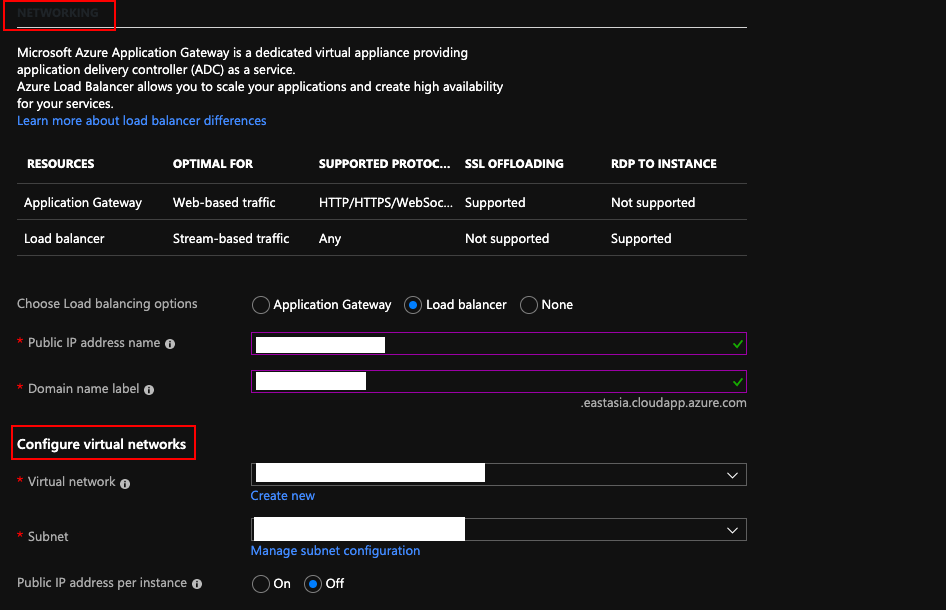 NETWORKING
Microsoft Azure Application Gateway is a dedicated virtual appliance providing
application delivery controller (ADC) as a service.
Azure Load Balancer allows you to scale your applications and create high availability
for your services.
Learn more about load balancer differences
RESOURCES OPTIMAL FOR SUPPORTED PROTOC... SSL OFFLOADING RDP TO INSTANCE
Application Gateway Web-based traffic HTTP/HTTPS/WebSoc... Supported Not supported
Load balancer Stream-based traffic Any Not supported Supported
Choose Load balancing options Application Gateway Load balancer None
* Public IP address name
* Domain name label
.eastasia.cloudapp.azure.com
Configure virtual networks
* Virtual network
Create new
* Subnet
Manage subnet configuration
Public IP address per instance On Off